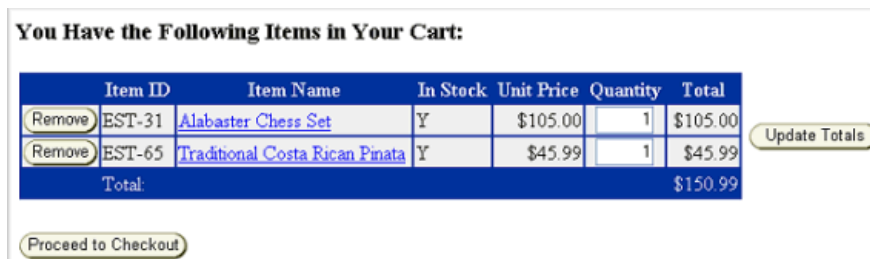 You Have the Following Items in Your Cart:
Item ID Item Name In Stock Unit Price Quantity Total
Remove EST-31 Alabaster Chess Set Y $105.00 1 $105.00
Remove EST-65 Traditional Costa Rican Pinata Y $45.99 1 $45.99
Update Totals
Total: $150.99
Proceed to Checkout